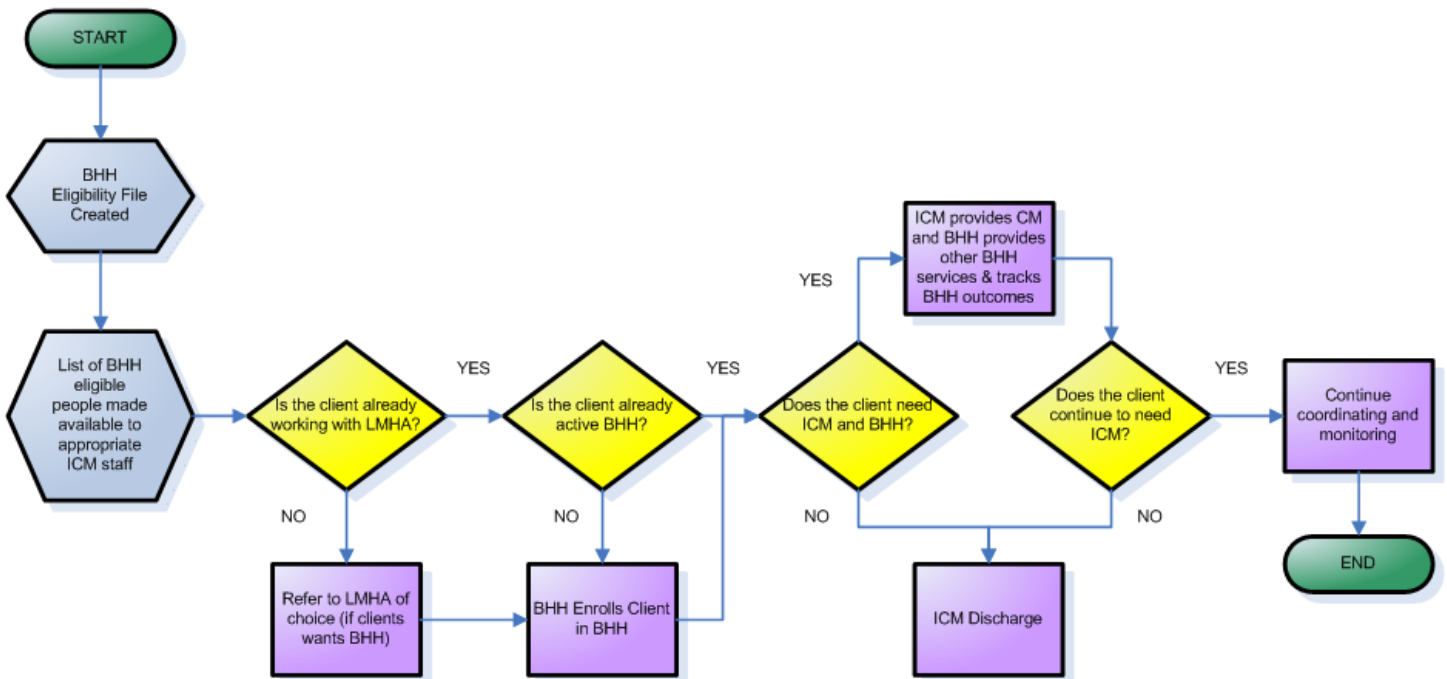 START
BHH
Eligibility File
Created
List of BHH
eligible
people made
available to
appropriate
ICM staff
Is the client already
working with LMHA?
YES
NO
Refer to LMHA of
choice (if clients
wants BHH)
Is the client already
active BHH?
YES
NO
BHH Enrolls Client
in BHH
Does the client need
ICM and BHH?
YES
NO
ICM provides CM
and BHH provides
other BHH
services & tracks
BHH outcomes
Does the client
continue to need
ICM?
YES
NO
ICM Discharge
Continue
coordinating and
monitoring
END